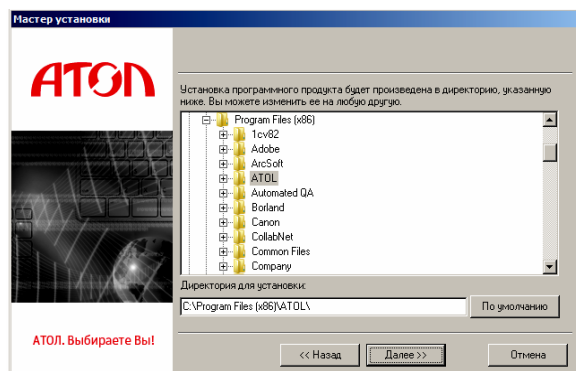 Мастер установки
АТОЛ
Установка программного продукта будет произведена в директорию, указанную
ниже. Вы можете изменить ее на любую другую.
Program Files (x86)
1cv82
Adobe
ArcSoft
ATOL
Automated QA
Borland
Canon
CollabNet
Common Files
Company
Директория для установки:
C:\Program Files (x86)\ATOL\
По умолчанию
АТОЛ. Выбираете Вы!
<< Назад
Далее >>
Отмена